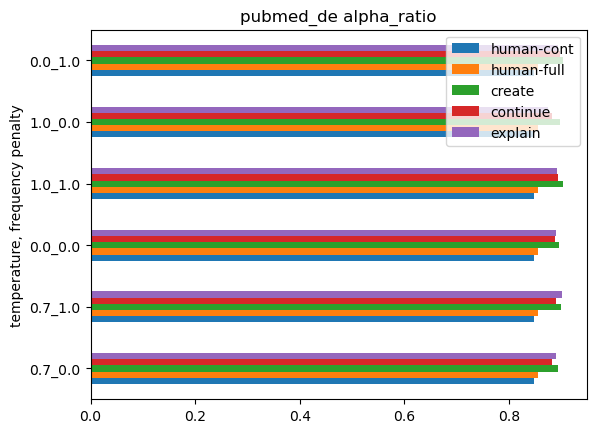 pubmed_de alpha_ratio
human-cont
human-full
create
continue
explain
temperature, frequency penalty
0.0_1.0
1.0_0.0
1.0_1.0
0.0_0.0
0.7_1.0
0.7_0.0
0.0 0.2 0.4 0.6 0.8